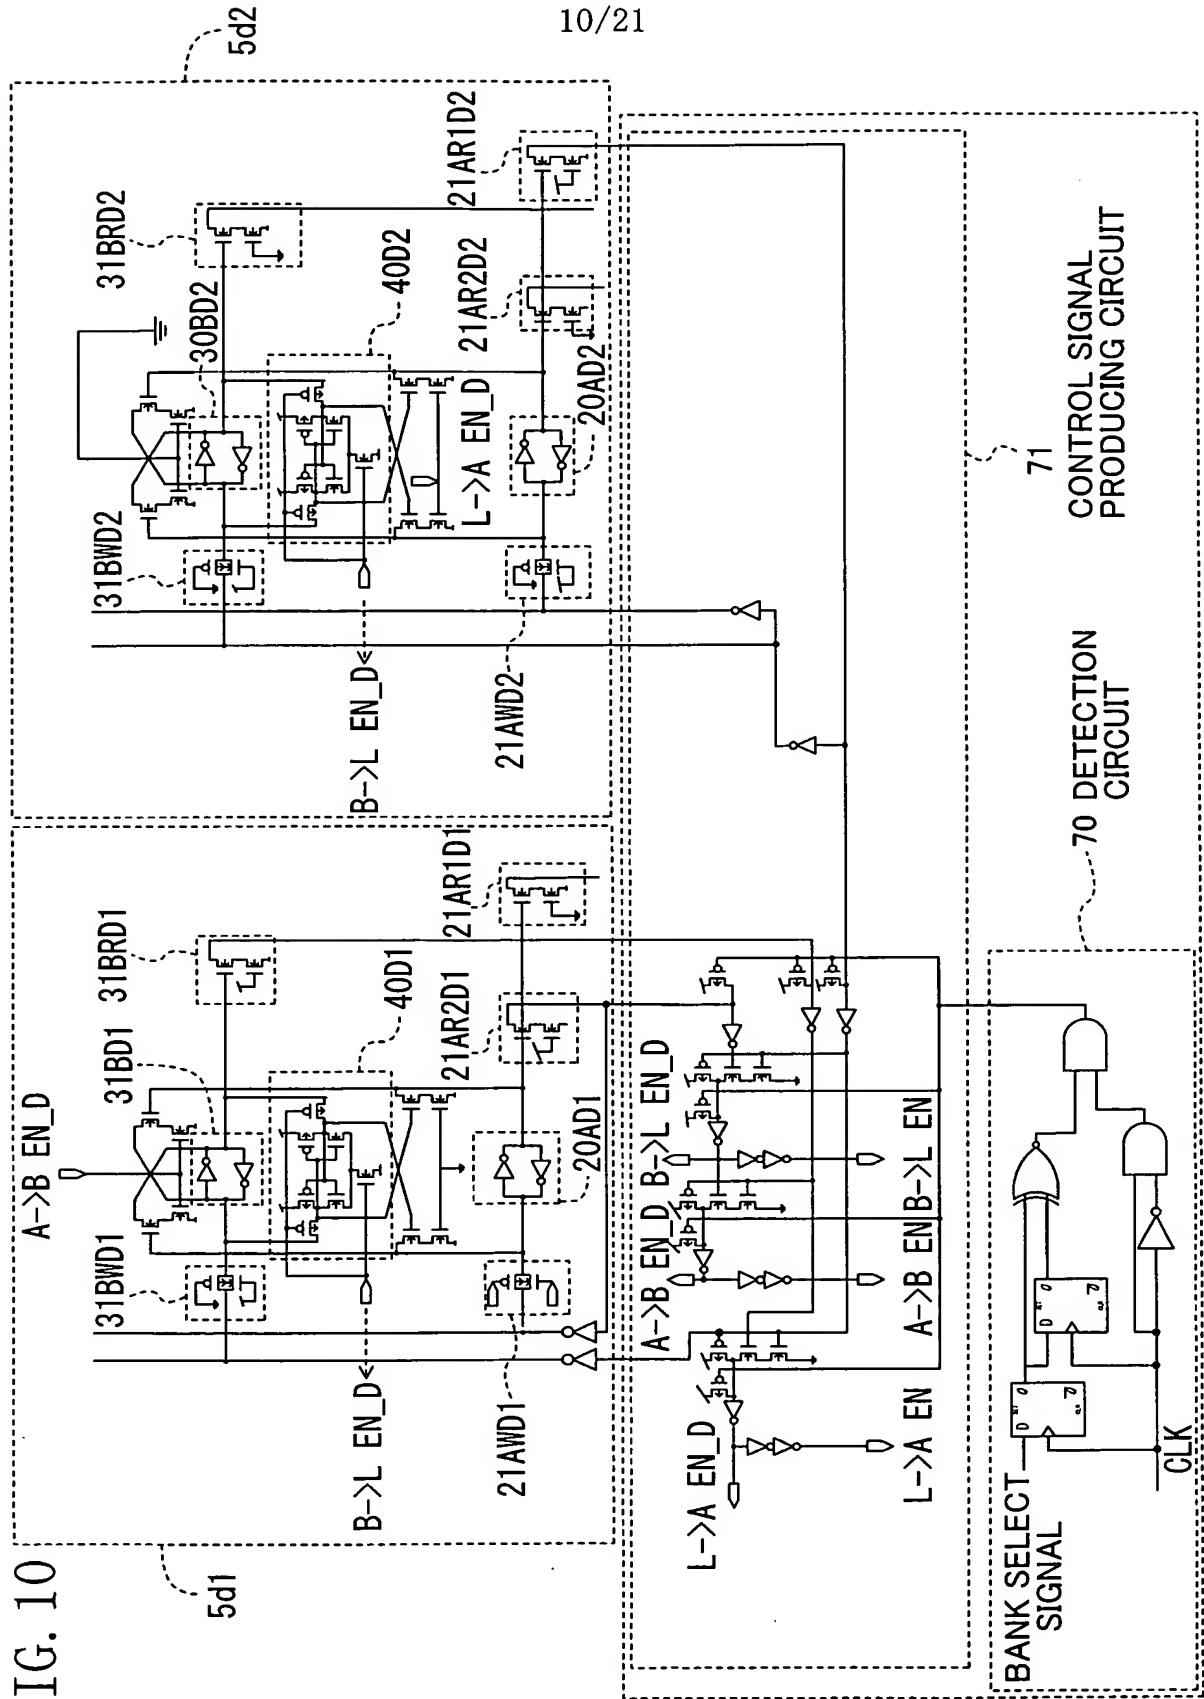 10/21
IG. 10
5d1
5d2
A->B EN_D
31BWD1
31BD1
31BRD1
40D1
B->L EN_D
21AWD1
20AD1
21AR2D1
21AR1D1
31BWD2
30BD2
31BRD2
40D2
B->L EN_D
L->A EN_D
21AWD2
20AD2
21AR2D2
21AR1D2
L->A EN_D
A->B EN_D
B->L EN_D
L->A EN
A->B EN
B->L EN
71
CONTROL SIGNAL
PRODUCING CIRCUIT
70 DETECTION
CIRCUIT
BANK SELECT
SIGNAL
CLK
D
D